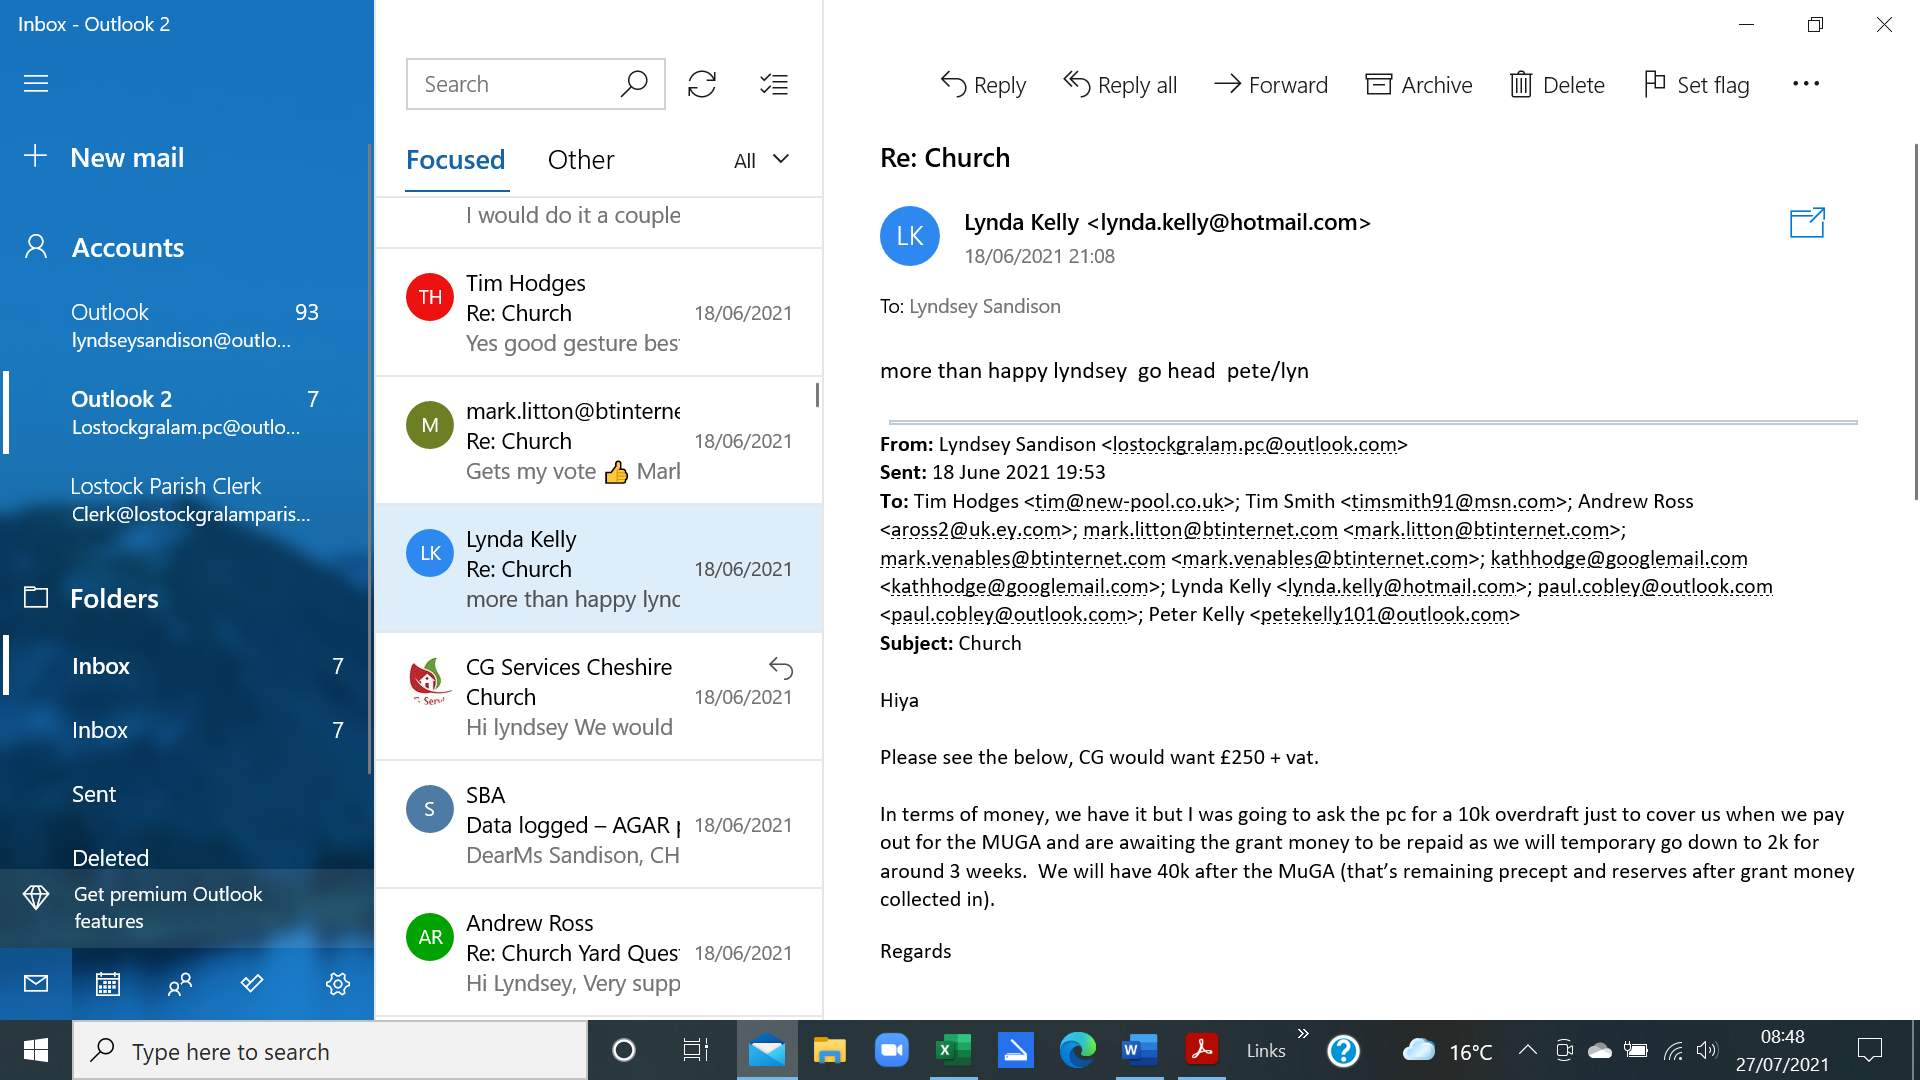 Inbox - Outlook 2
New mail
Accounts
Outlook 93
lyndseysandison@outlo...
Outlook 2 7
Lostockgralam.pc@outlo...
Lostock Parish Clerk
Clerk@lostockgralamparis...
Folders
Inbox 7
Inbox 7
Sent
Deleted
Get premium Outlook
features
Search
Focused Other All
I would do it a couple
TH
Tim Hodges
Re: Church 18/06/2021
Yes good gesture bes
M
mark.litton@btinterne
Re: Church 18/06/2021
Gets my vote 👍 Marl
LK
Lynda Kelly
Re: Church 18/06/2021
more than happy lync
CG Services Cheshire
Church 18/06/2021
Hi lyndsey We would
S
SBA
Data logged – AGAR p 18/06/2021
DearMs Sandison, CH
AR
Andrew Ross
Re: Church Yard Ques 18/06/2021
Hi Lyndsey, Very supp
Reply Reply all Forward Archive Delete Set flag ...
Re: Church
LK
Lynda Kelly <lynda.kelly@hotmail.com>
18/06/2021 21:08
To: Lyndsey Sandison
more than happy lyndsey  go head  pete/lyn
From: Lyndsey Sandison <lostockgralam.pc@outlook.com>
Sent: 18 June 2021 19:53
To: Tim Hodges <tim@new-pool.co.uk>; Tim Smith <timsmith91@msn.com>; Andrew Ross
<aross2@uk.ey.com>; mark.litton@btinternet.com <mark.litton@btinternet.com>;
mark.venables@btinternet.com <mark.venables@btinternet.com>; kathhodge@googlemail.com
<kathhodge@googlemail.com>; Lynda Kelly <lynda.kelly@hotmail.com>; paul.cobley@outlook.com
<paul.cobley@outlook.com>; Peter Kelly <petekelly101@outlook.com>
Subject: Church
Hiya
Please see the below, CG would want £250 + vat.
In terms of money, we have it but I was going to ask the pc for a 10k overdraft just to cover us when we pay
out for the MUGA and are awaiting the grant money to be repaid as we will temporary go down to 2k for
around 3 weeks.  We will have 40k after the MuGA (that's remaining precept and reserves after grant money
collected in).
Regards
Type here to search
Links
16°C
08:48
27/07/2021